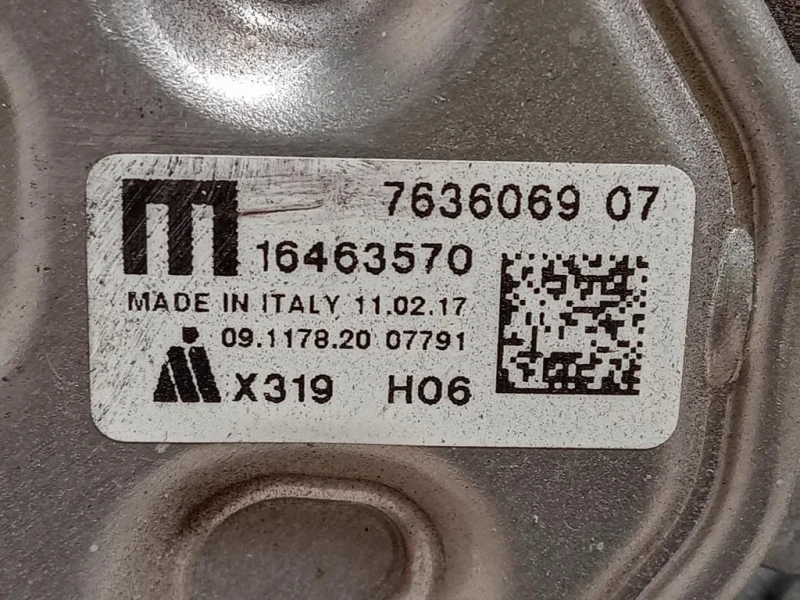 m 7636069 07
16463570
MADE IN ITALY 11.02.17
09.1178.20 07791
X319 H06